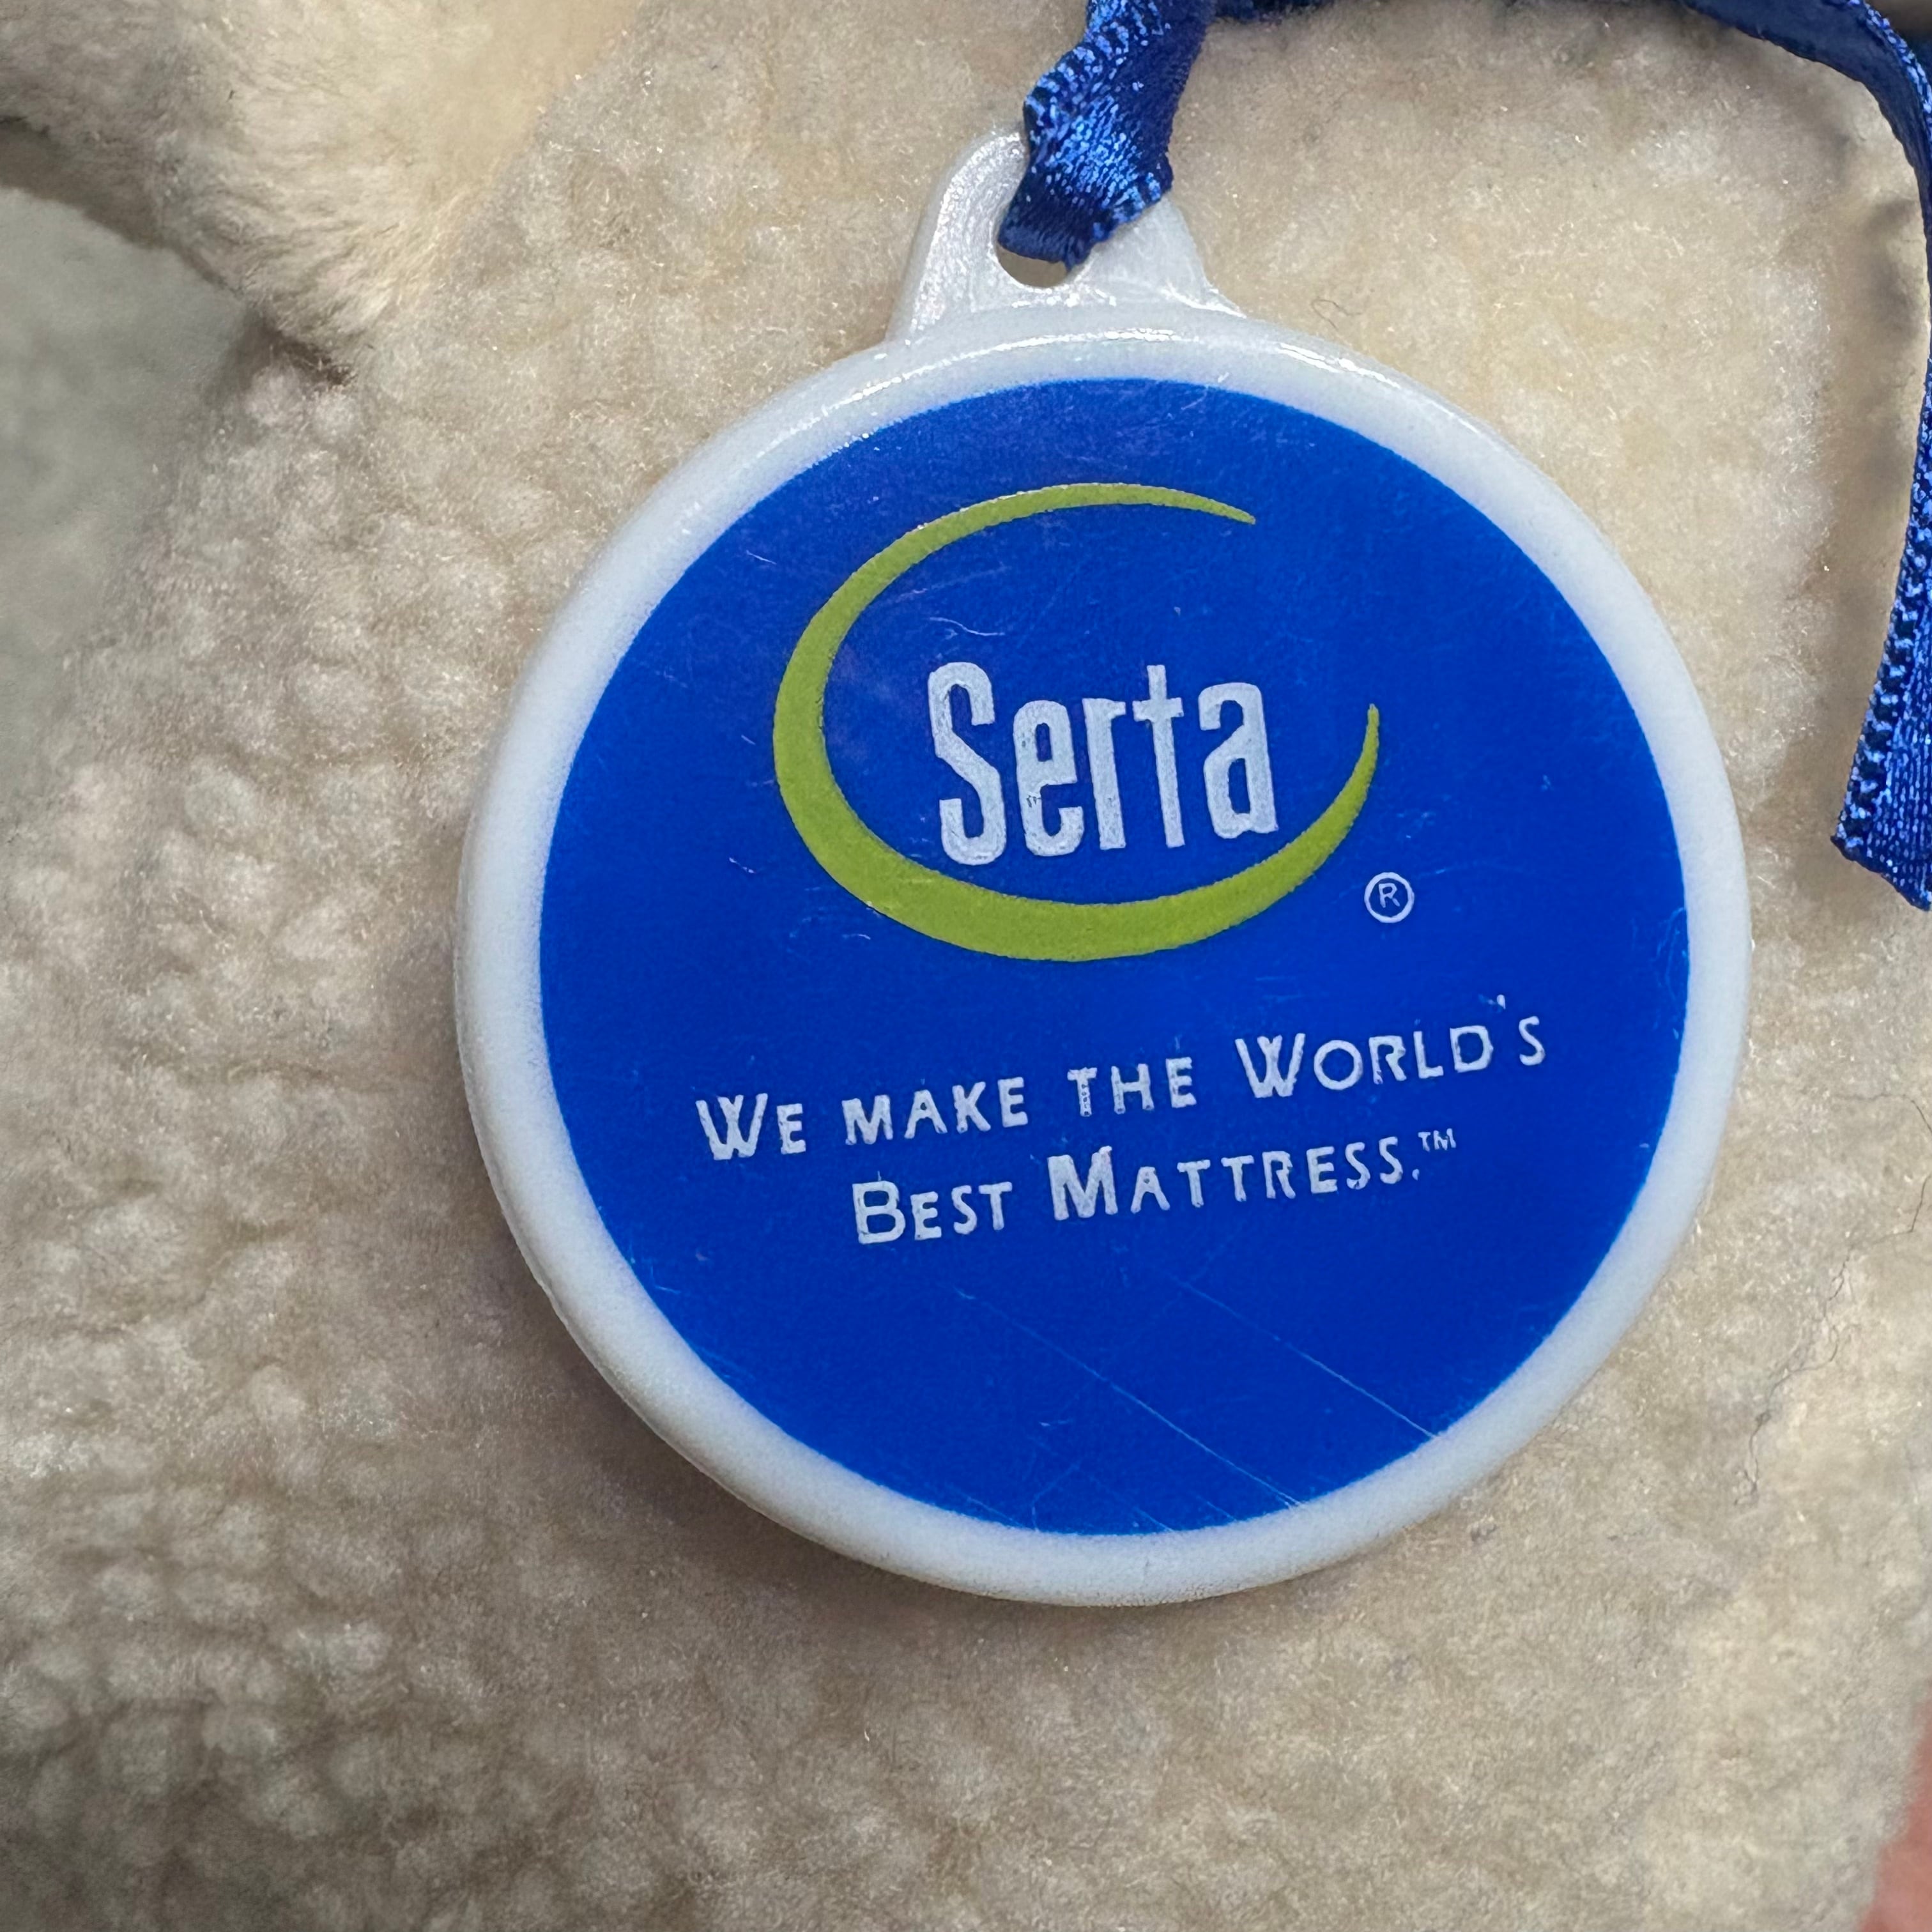 Serta
®
WE MAKE THE WORLD'S
BEST MATTRESS.™